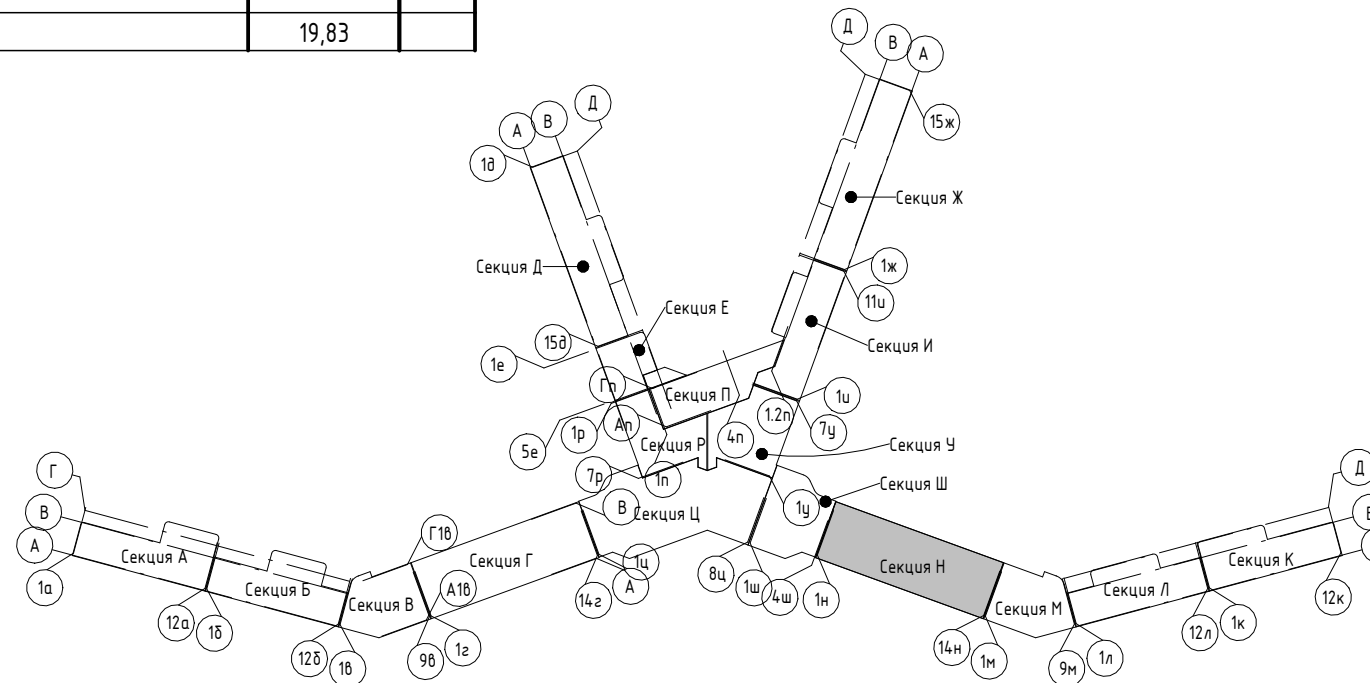 19,83
Д
В
А
15ж
Д
В
А
1д
Секция Ж
Секция Д
1ж
11и
Секция Е
Секция И
15д
1е
Гп
Секция П
1и
1.2п
7у
Ап
1р
5е
4п
Секция Р
Секция У
7р
1п
Секция Ш
1у
Г
В
А
1а
Секция А
12а
1б
Секция Б
12б
1в
Секция В
Г1в
А1в
9в
1г
Секция Г
В
Секция Ц
14г
1ц
А
8ц
1ш
4ш
1н
Секция Н
14н
1м
Секция М
9м
1л
Секция Л
12л
1к
Секция К
12к
Д